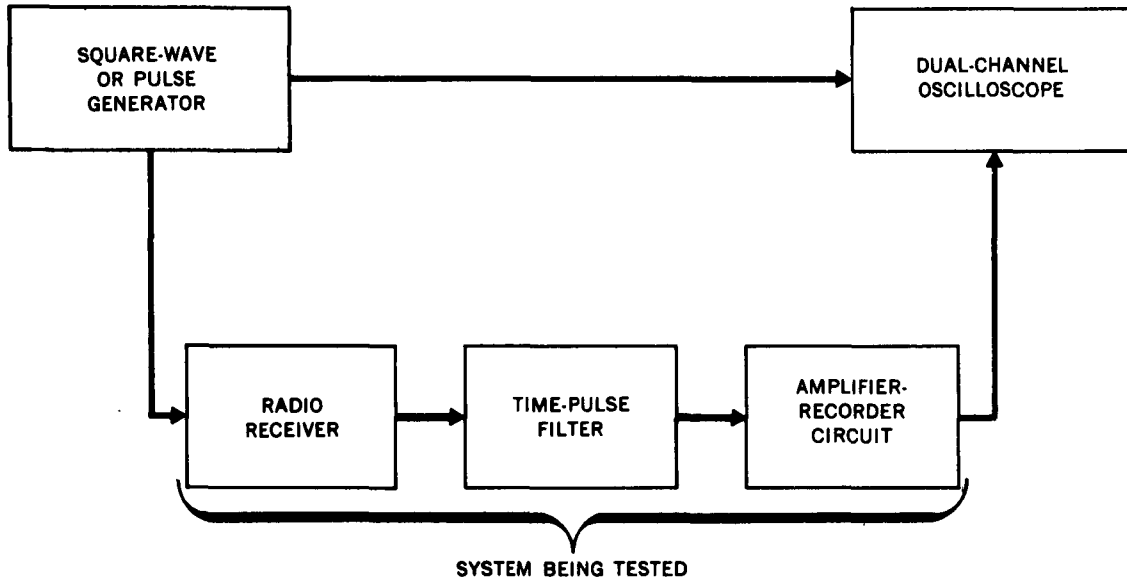 SQUARE-WAVE
OR PULSE
GENERATOR
DUAL-CHANNEL
OSCILLOSCOPE
RADIO
RECEIVER
TIME-PULSE
FILTER
AMPLIFIER-
RECORDER
CIRCUIT
SYSTEM BEING TESTED